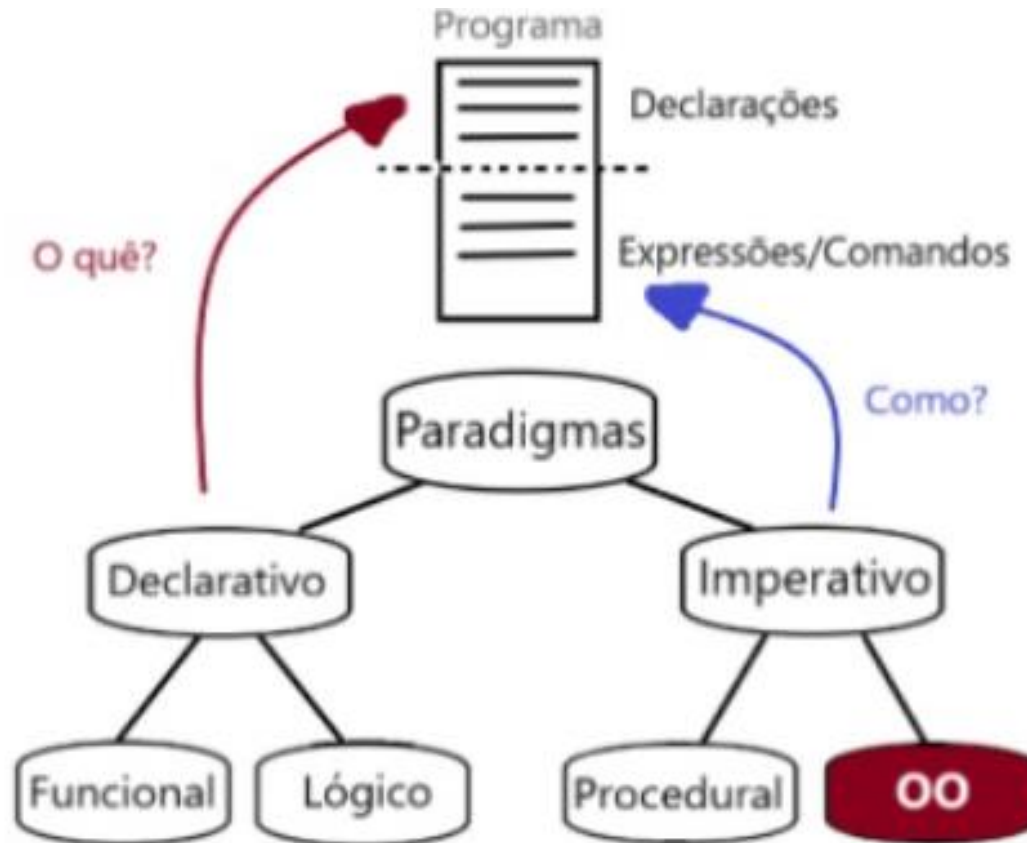 Programa
Declarações
O quê?
Expressões/Comandos
Como?
Paradigmas
Declarativo
Imperativo
Funcional
Lógico
Procedural
OO